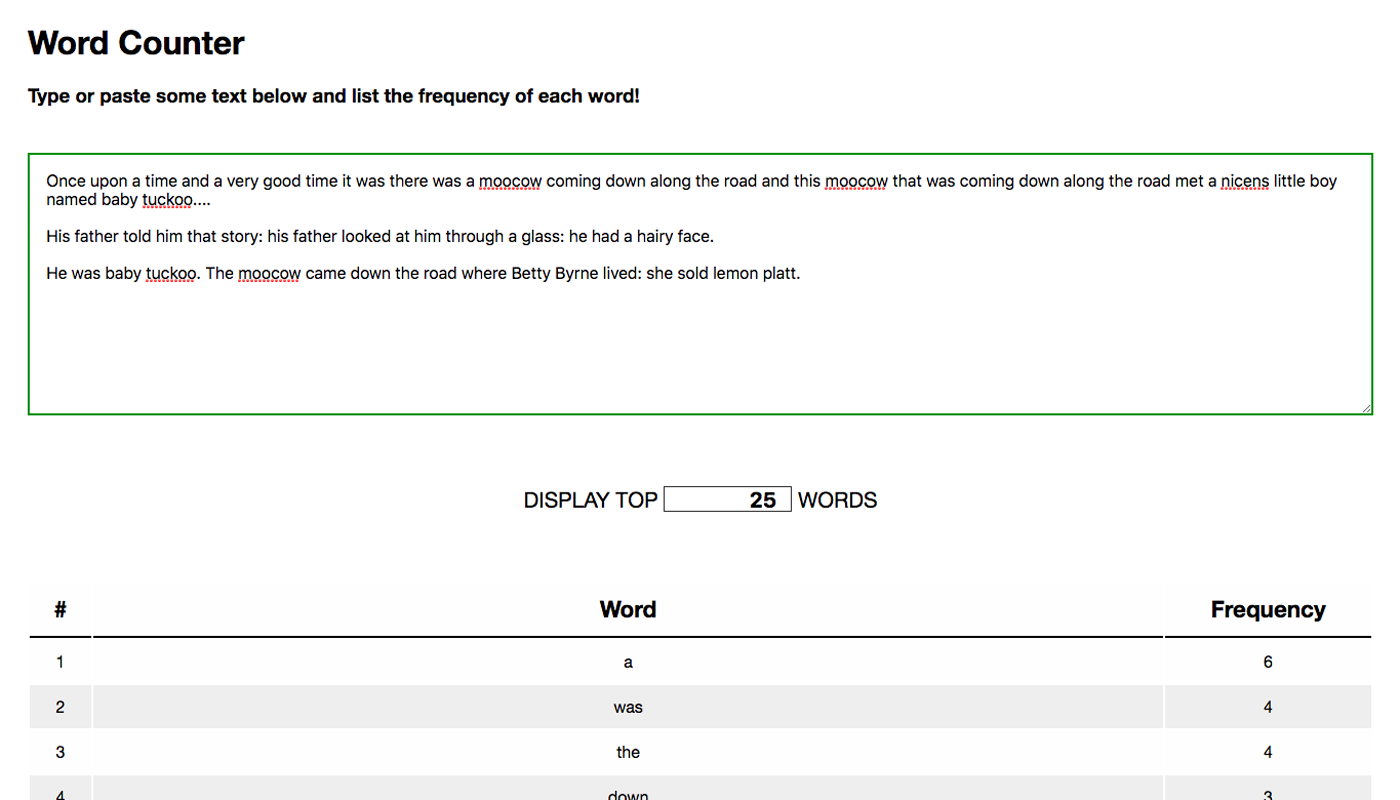 Word Counter
Type or paste some text below and list the frequency of each word!
Once upon a time and a very good time it was there was a moocow coming down along the road and this moocow that was coming down along the road met a nicens little boy
named baby tuckoo....
His father told him that story: his father looked at him through a glass: he had a hairy face.
He was baby tuckoo. The moocow came down the road where Betty Byrne lived: she sold lemon platt.
DISPLAY TOP 25 WORDS
# Word Frequency
1 a 6
2 was 4
3 the 4
4 down 3